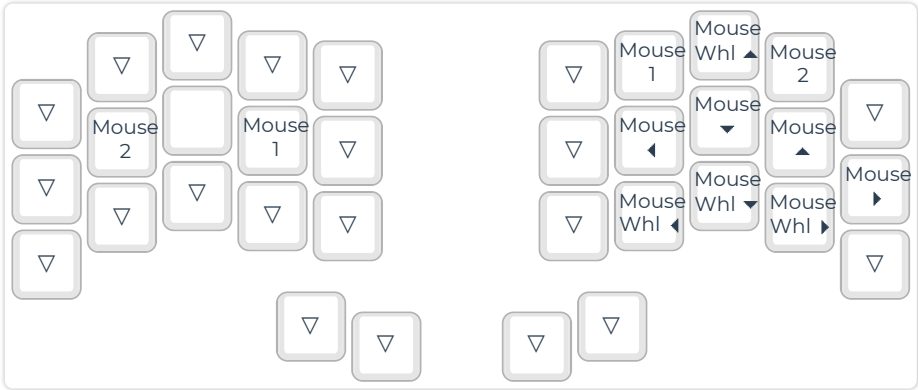 ▽ ▽ ▽ ▽ ▽
▽ Mouse 2 Mouse 1 ▽
▽ ▽ ▽ ▽ ▽
▽ ▽
▽ Mouse 1 Mouse Whl ▲ Mouse 2 ▽
▽ Mouse ◀ Mouse ▼ Mouse ▲ Mouse ▶
▽ Mouse Whl ◀ Mouse Whl ▼ Mouse Whl ▶ ▽
▽ ▽